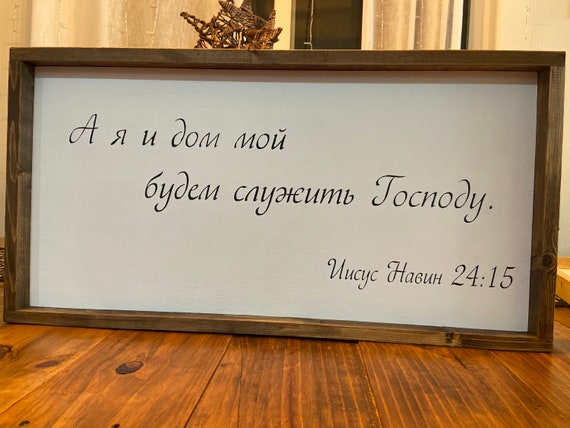 А я и дом мой
будем служить Господу.
Иисус Навин 24:15